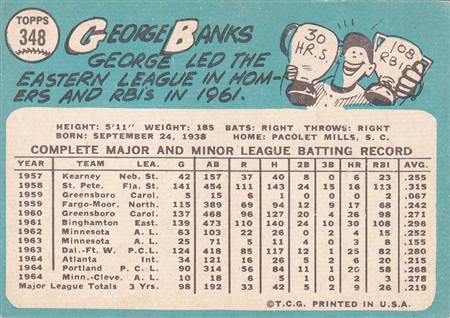 TOPPS
348
GEORGE BANKS
GEORGE LED THE
EASTERN LEAGUE IN HOM-
ERS AND RBI'S IN 1961.
30
HR.S
108
RBI
HEIGHT: 5'11" WEIGHT: 185 BATS: RIGHT THROWS: RIGHT
BORN: SEPTEMBER 24, 1938 HOME: PACOLET MILLS, S. C.
COMPLETE MAJOR AND MINOR LEAGUE BATTING RECORD
YEAR TEAM LEA. G AB R H 2B 3B HR RBI AVG.
1957 Kearney Neb. St. 42 157 37 40 8 0 6 23 .255
1958 St. Pete. Fla. St. 141 454 111 143 24 15 16 113 .315
1959 Greensboro Carol. 5 15 6 1 0 0 0 2 .067
1959 Fargo-Moor. North. 115 389 69 94 12 9 17 68 .242
1960 Greensboro Carol. 137 467 90 127 20 4 26 98 .271
1961 Binghamton East. 139 473 110 140 24 10 30 108 .296
1962 Minnesota A. L. 63 103 22 26 0 2 4 15 .252
1963 Minnesota A. L. 25 71 5 11 4 0 3 8 .155
1963 Dal.-Ft. W. P.C.L. 124 418 85 117 12 1 25 82 .280
1964 Atlanta Int. 34 121 16 26 5 2 6 16 .215
1964 Portland P. C. L. 90 314 56 84 11 1 20 58 .268
1964 Minn.-Cleve. A. L. 10 18 6 5 1 0 2 3 .278
Major League Totals 3 Yrs. 98 192 33 42 5 2 9 26 .219
©T.C.G. PRINTED IN U.S.A.